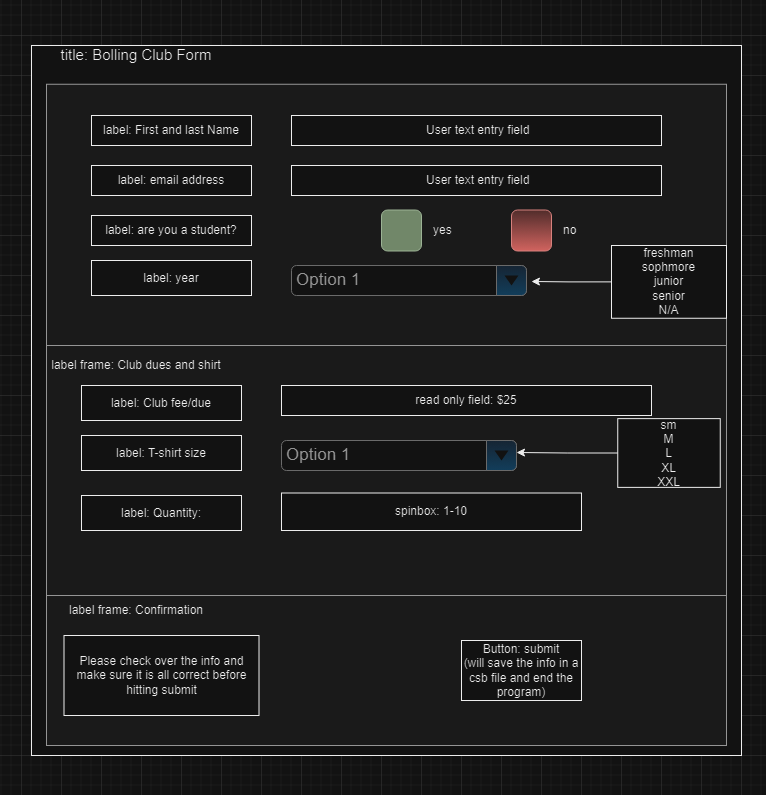 title: Bolling Club Form
label: First and last Name
User text entry field
label: email address
User text entry field
label: are you a student?
yes
no
label: year
Option 1
freshman
sophmore
junior
senior
N/A
label frame: Club dues and shirt
label: Club fee/due
read only field: $25
label: T-shirt size
Option 1
sm
M
L
XL
XXL
label: Quantity:
spinbox: 1-10
label frame: Confirmation
Please check over the info and
make sure it is all correct before
hitting submit
Button: submit
(will save the info in a
csb file and end the
program)